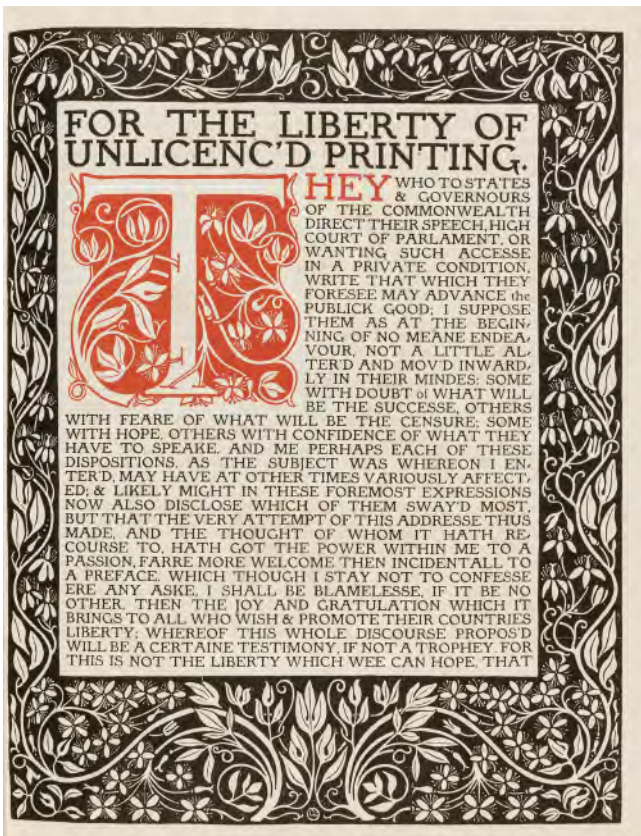 FOR THE LIBERTY OF
UNLICENC'D PRINTING.
THEY WHO TO STATES
& GOVERNOURS
OF THE COMMONWEALTH
DIRECT THEIR SPEECH, HIGH
COURT OF PARLAMENT, OR
WANTING SUCH ACCESSE
IN A PRIVATE CONDITION,
WRITE THAT WHICH THEY
FORESEE MAY ADVANCE the
PUBLICK GOOD; I SUPPOSE
THEM AS AT THE BEGIN-
NING OF NO MEANE ENDEA-
VOUR, NOT A LITTLE AL-
TER'D AND MOV'D INWARD-
LY IN THEIR MINDES: SOME
WITH DOUBT of WHAT WILL
BE THE SUCCESSE, OTHERS
WITH FEARE OF WHAT WILL BE THE CENSURE; SOME
WITH HOPE, OTHERS WITH CONFIDENCE OF WHAT THEY
HAVE TO SPEAKE. AND ME PERHAPS EACH OF THESE
DISPOSITIONS, AS THE SUBJECT WAS WHEREON I EN-
TER'D, MAY HAVE AT OTHER TIMES VARIOUSLY AFFECT-
ED; & LIKELY MIGHT IN THESE FOREMOST EXPRESSIONS
NOW ALSO DISCLOSE WHICH OF THEM SWAY'D MOST,
BUT THAT THE VERY ATTEMPT OF THIS ADDRESSE THUS
MADE, AND THE THOUGHT OF WHOM IT HATH RE-
COURSE TO, HATH GOT THE POWER WITHIN ME TO A
PASSION, FARRE MORE WELCOME THEN INCIDENTALL TO
A PREFACE. WHICH THOUGH I STAY NOT TO CONFESSE
ERE ANY ASKE, I SHALL BE BLAMELESSE, IF IT BE NO
OTHER, THEN THE JOY AND GRATULATION WHICH IT
BRINGS TO ALL WHO WISH & PROMOTE THEIR COUNTRIES
LIBERTY; WHEREOF THIS WHOLE DISCOURSE PROPOS'D
WILL BE A CERTAINE TESTIMONY, IF NOT A TROPHEY. FOR
THIS IS NOT THE LIBERTY WHICH WEE CAN HOPE, THAT